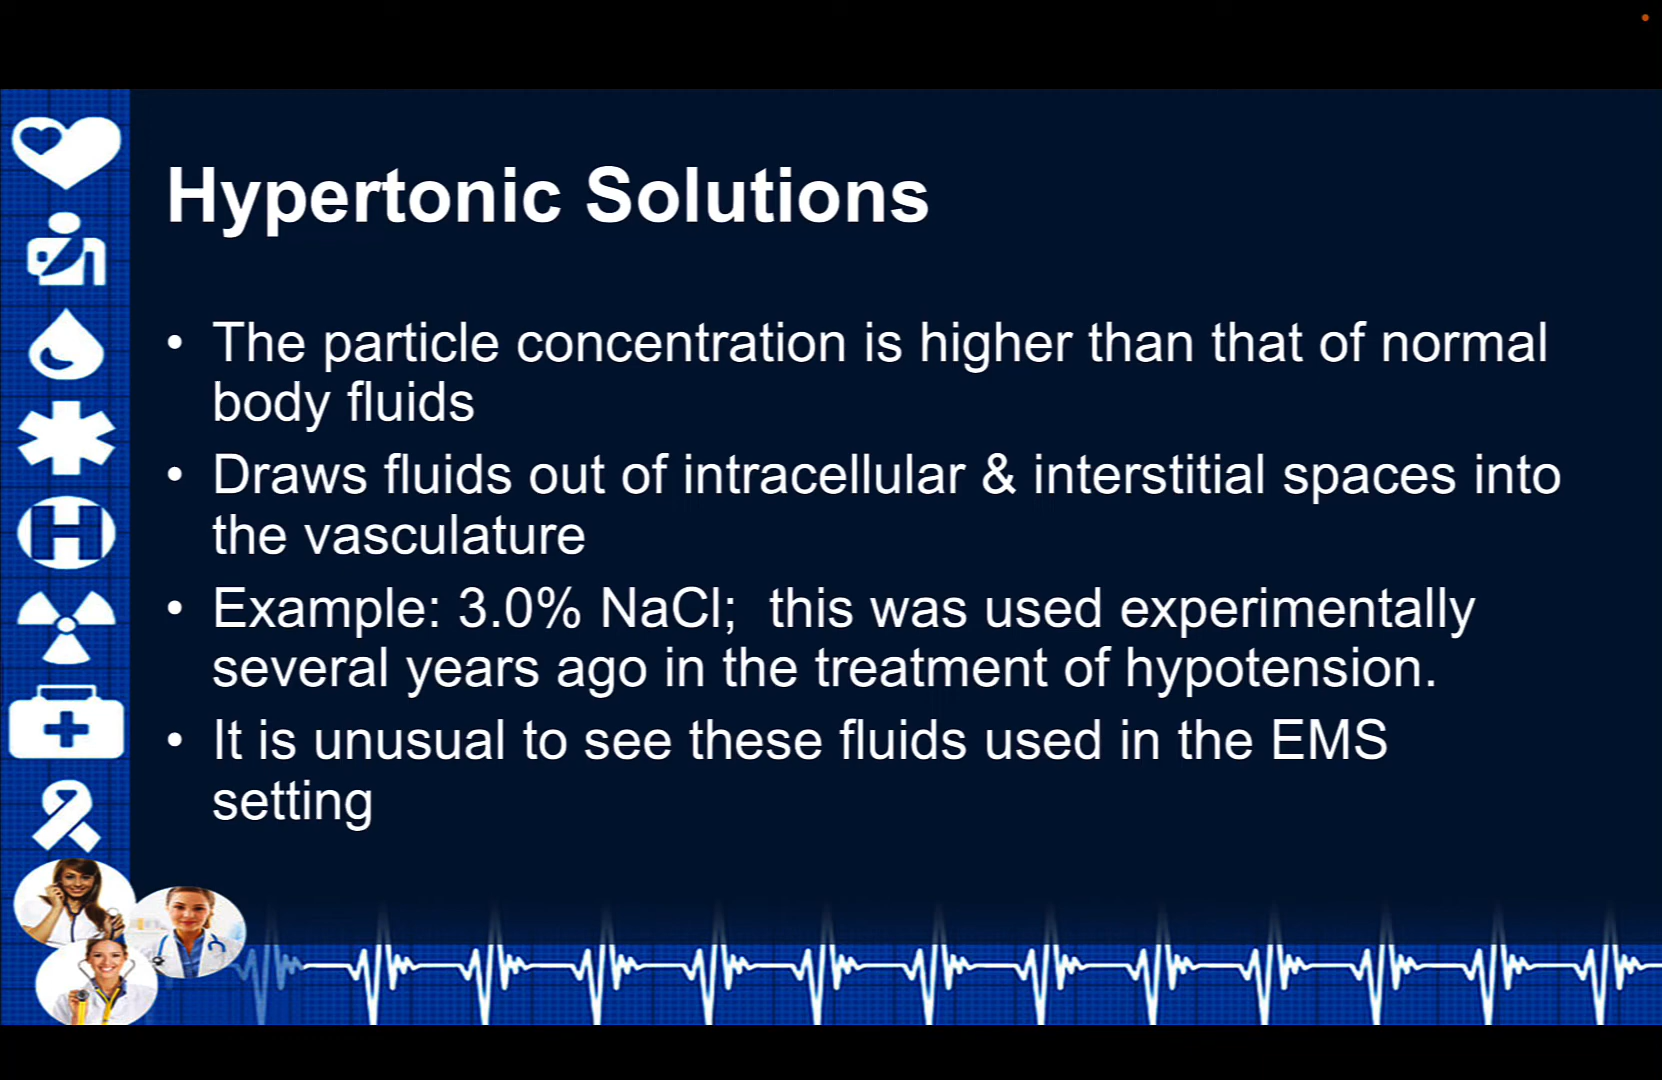 Hypertonic Solutions
• The particle concentration is higher than that of normal
body fluids
• Draws fluids out of intracellular & interstitial spaces into
the vasculature
• Example: 3.0% NaCl;  this was used experimentally
several years ago in the treatment of hypotension.
• It is unusual to see these fluids used in the EMS
setting